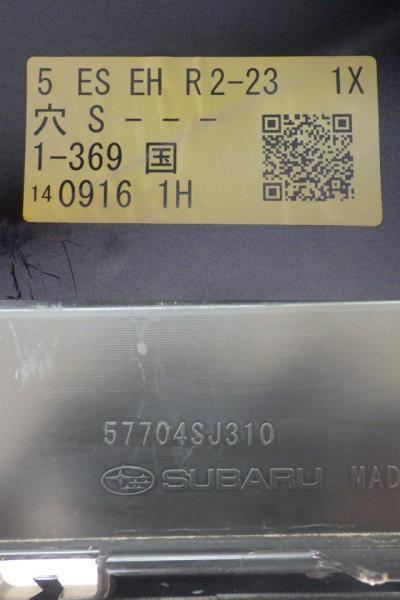 5 ES EH R2-23 1X
穴 S - - -
1-369 国
14 0916 1H
57704SJ310
SUBARU MAD